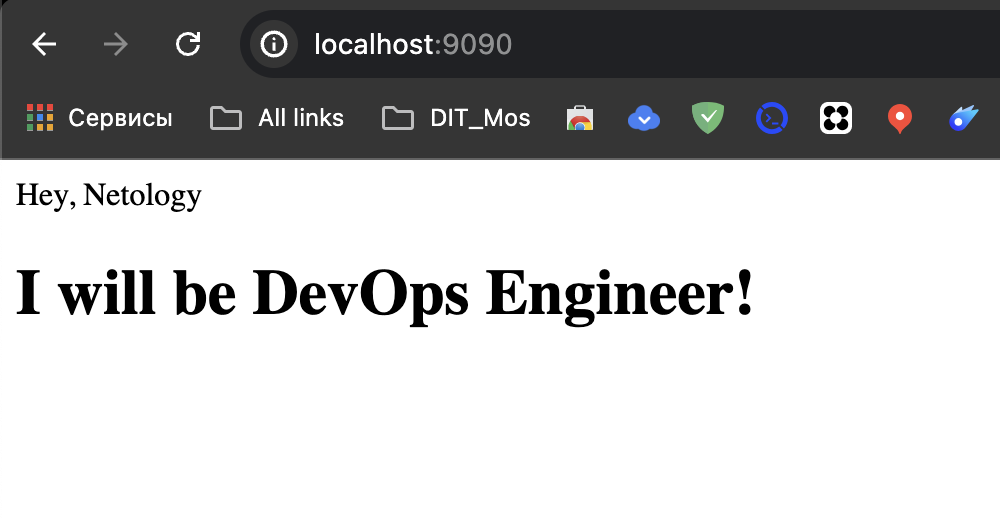 localhost:9090
Сервисы All links DIT_Mos
Hey, Netology
I will be DevOps Engineer!